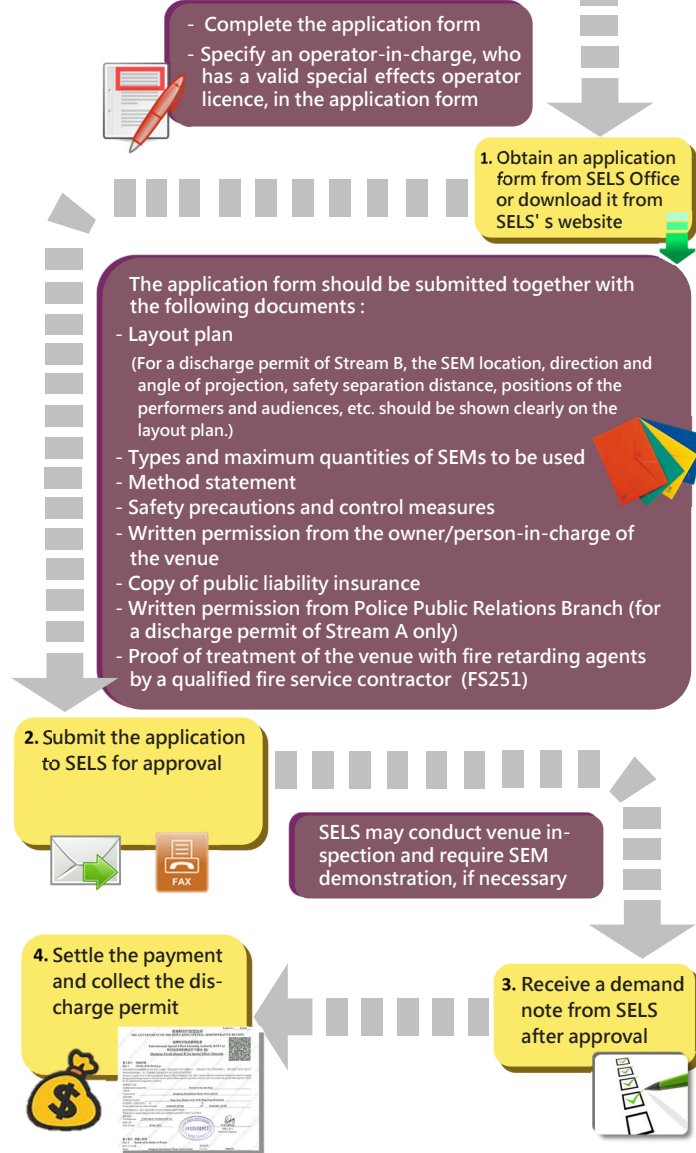 - Complete the application form
- Specify an operator-in-charge, who
has a valid special effects operator
licence, in the application form
1. Obtain an application
form from SELS Office
or download it from
SELS' s website
The application form should be submitted together with
the following documents :
- Layout plan
(For a discharge permit of Stream B, the SEM location, direction and
angle of projection, safety separation distance, positions of the
performers and audiences, etc. should be shown clearly on the
layout plan.)
- Types and maximum quantities of SEMs to be used
- Method statement
- Safety precautions and control measures
- Written permission from the owner/person-in-charge of
the venue
- Copy of public liability insurance
- Written permission from Police Public Relations Branch (for
a discharge permit of Stream A only)
- Proof of treatment of the venue with fire retarding agents
by a qualified fire service contractor (FS251)
2. Submit the application
to SELS for approval
FAX
SELS may conduct venue in-
spection and require SEM
demonstration, if necessary
4. Settle the payment
and collect the dis-
charge permit
3. Receive a demand
note from SELS
after approval